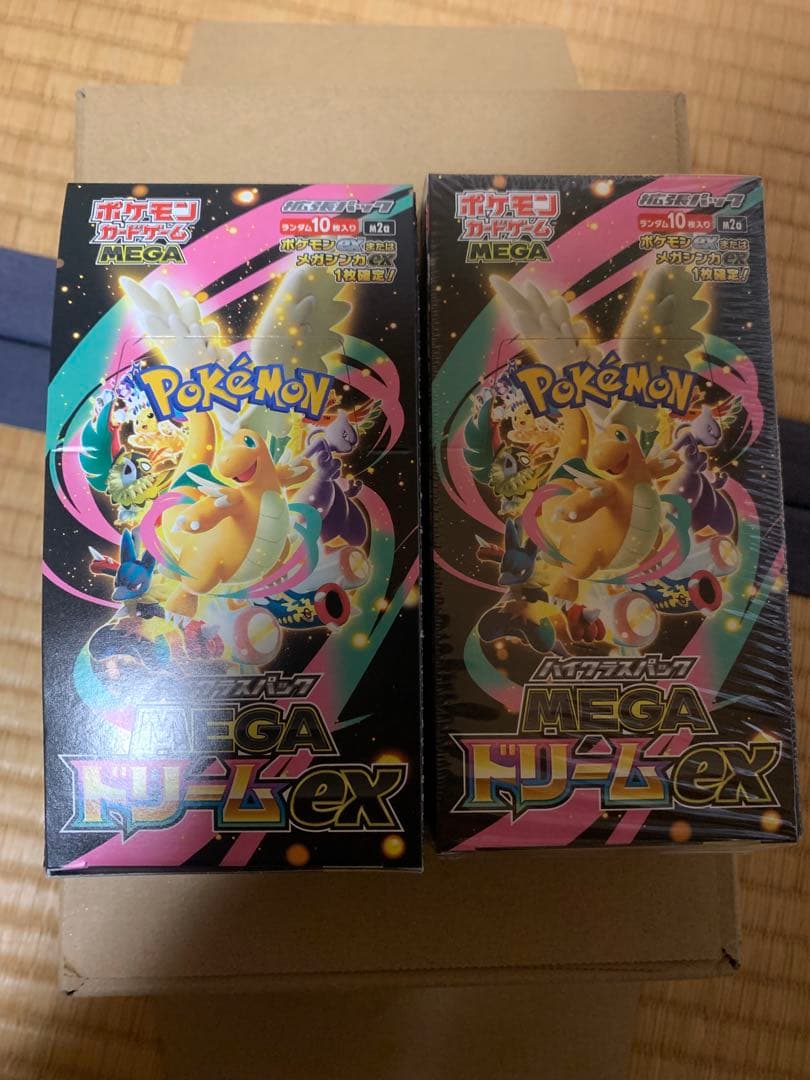 ポケモン
カードゲーム
MEGA
拡張パック
ランダム10枚入り
M2a
ポケモンexまたは
メガシンカex
1枚確定!
POKéMON
ハイクラスパック
MEGA
ドリームex
ポケモン
カードゲーム
MEGA
拡張パック
ランダム10枚入り
M2a
ポケモンexまたは
メガシンカex
1枚確定!
POKéMON
ハイクラスパック
MEGA
ドリームex